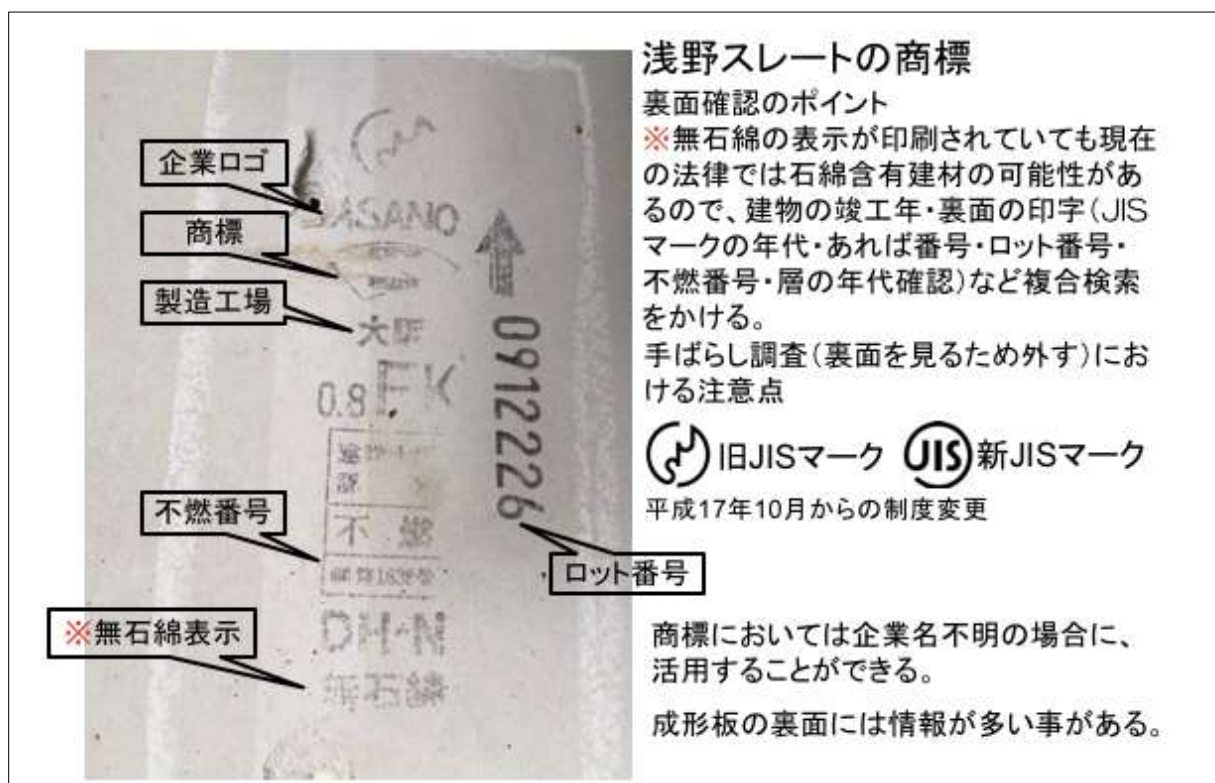 浅野スレートの商標
裏面確認のポイント
※無石綿の表示が印刷されていても現在
の法律では石綿含有建材の可能性があ
るので、建物の竣工年・裏面の印字(JIS
マークの年代・あれば番号・ロット番号・
不燃番号・層の年代確認)など複合検索
をかける。
手ばらし調査(裏面を見るため外す)にお
ける注意点
旧JISマーク
JIS
新JISマーク
平成17年10月からの制度変更
商標においては企業名不明の場合に、
活用することができる。
成形板の裏面には情報が多い事がある。
企業ロゴ
商標
製造工場
不燃番号
※無石綿表示
ロット番号
大阪
0.8
FK
不燃
0912226